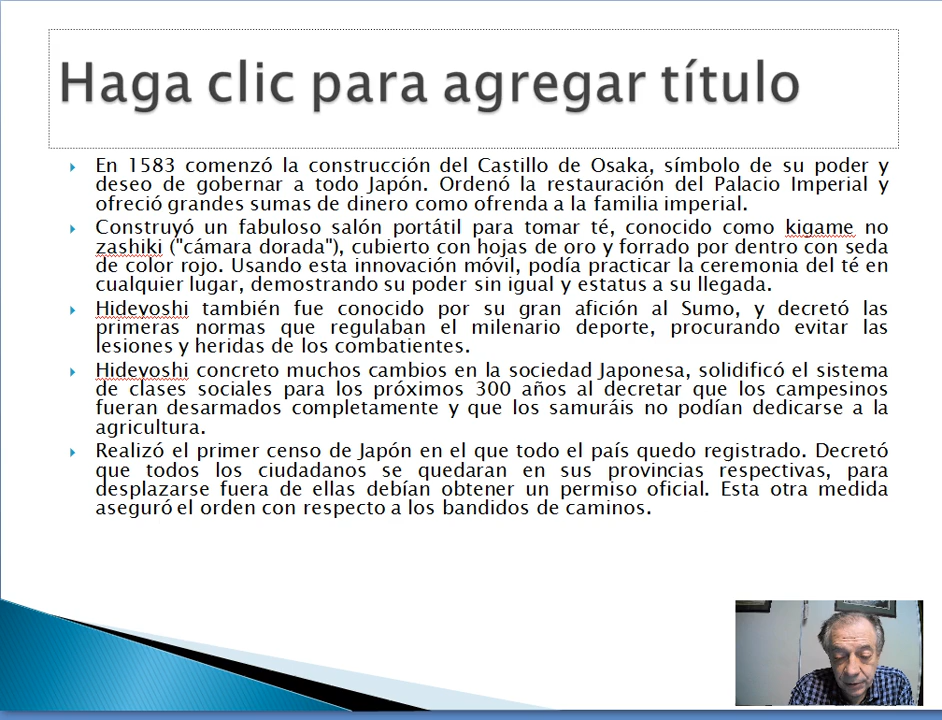 Haga clic para agregar título
En 1583 comenzó la construcción del Castillo de Osaka, símbolo de su poder y
deseo de gobernar a todo Japón. Ordenó la restauración del Palacio Imperial y
ofreció grandes sumas de dinero como ofrenda a la familia imperial.
Construyó un fabuloso salón portátil para tomar té, conocido como kigame no
zashiki ("cámara dorada"), cubierto con hojas de oro y forrado por dentro con seda
de color rojo. Usando esta innovación móvil, podía practicar la ceremonia del té en
cualquier lugar, demostrando su poder sin igual y estatus a su llegada.
Hideyoshi también fue conocido por su gran afición al Sumo, y decretó las
primeras normas que regulaban el milenario deporte, procurando evitar las
lesiones y heridas de los combatientes.
Hideyoshi concreto muchos cambios en la sociedad Japonesa, solidificó el sistema
de clases sociales para los próximos 300 años al decretar que los campesinos
fueran desarmados completamente y que los samuráis no podían dedicarse a la
agricultura.
Realizó el primer censo de Japón en el que todo el país quedo registrado. Decretó
que todos los ciudadanos se quedaran en sus provincias respectivas, para
desplazarse fuera de ellas debían obtener un permiso oficial. Esta otra medida
aseguró el orden con respecto a los bandidos de caminos.